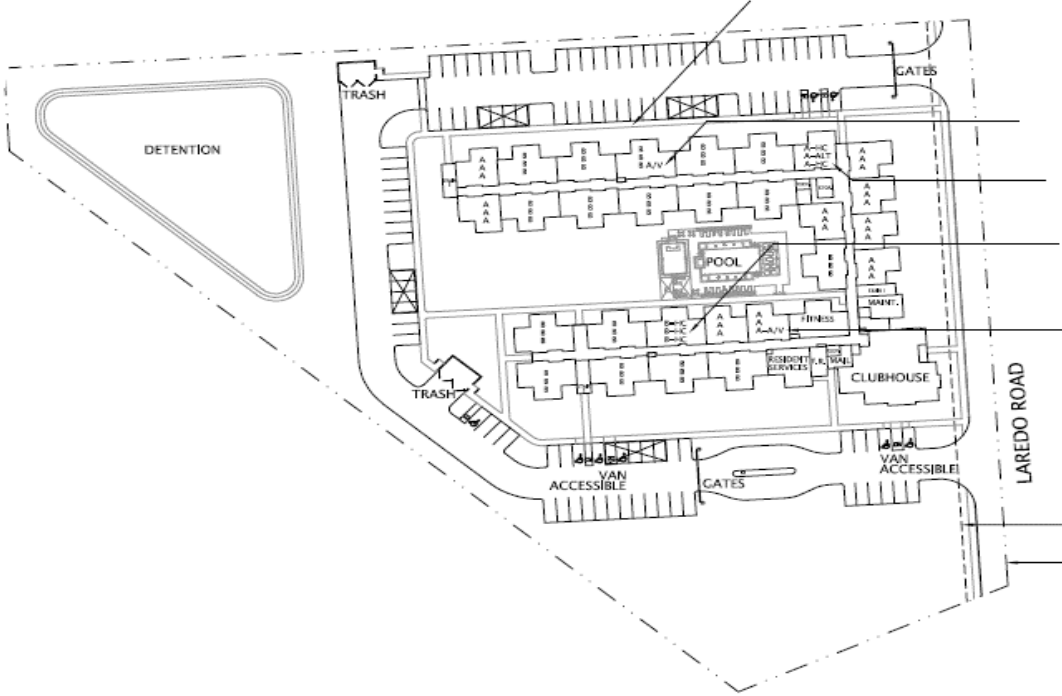 GATES
TRASH
DETENTION
A A A
B B B
B B B
B B B A/V
B B B
B B B
A-HC
A-ALT
A-HC
A A A
A A A
B B B
B B B
B B B
B B B
B B B
A A A
A A A
A A A
POOL
B B B
A A A
MAINT.
B B B
B B B
B-HC
B-HC
B-HC
A A A
A A A-A/V
FITNESS
B B B
B B B
B B B
B B B
RESIDENT
SERVICES
MAIL
CLUBHOUSE
TRASH
LAREDO ROAD
VAN
ACCESSIBLE
VAN
ACCESSIBLE
GATES